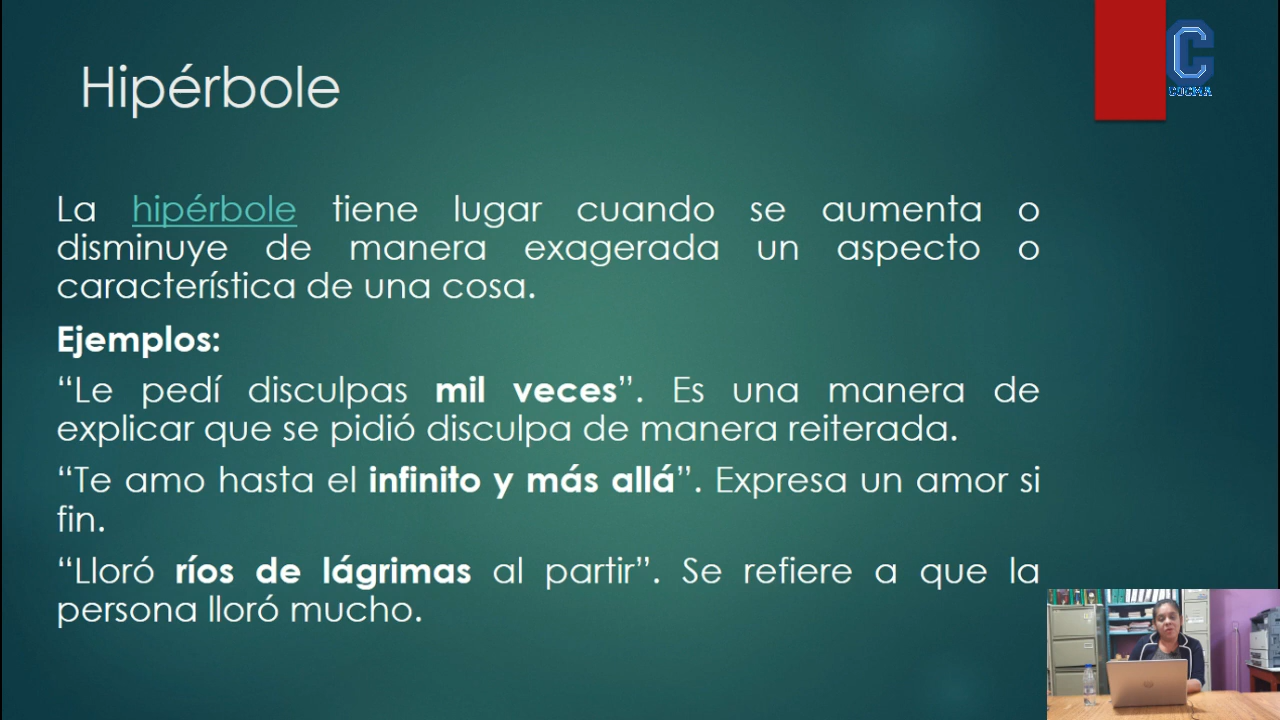 Hipérbole
C
COCMA
La hipérbole tiene lugar cuando se aumenta o
disminuye de manera exagerada un aspecto o
característica de una cosa.
Ejemplos:
“Le pedí disculpas mil veces”. Es una manera de
explicar que se pidió disculpa de manera reiterada.
“Te amo hasta el infinito y más allá”. Expresa un amor si
fin.
“Lloró ríos de lágrimas al partir”. Se refiere a que la
persona lloró mucho.